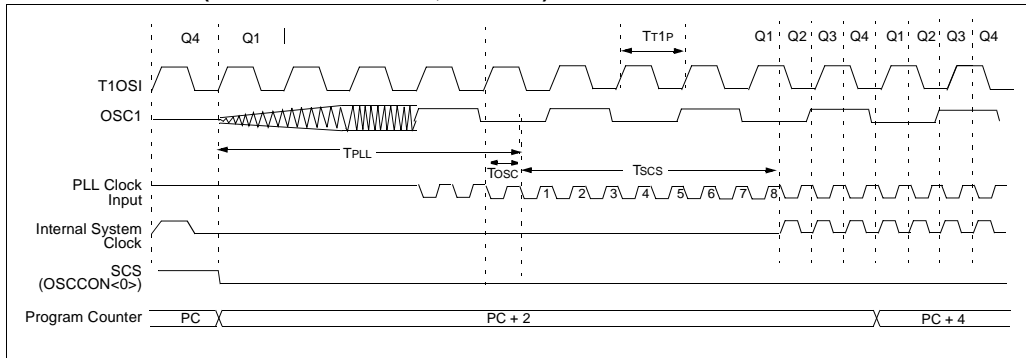 Q4 Q1 Q1 Q2 Q3 Q4 Q1 Q2 Q3 Q4
TT1P
T1OSI
OSC1
TPLL
TOSC TSCS
PLL Clock
Input
1 2 3 4 5 6 7 8
Internal System
Clock
SCS
(OSCCON<0>)
Program Counter PC PC + 2 PC + 4